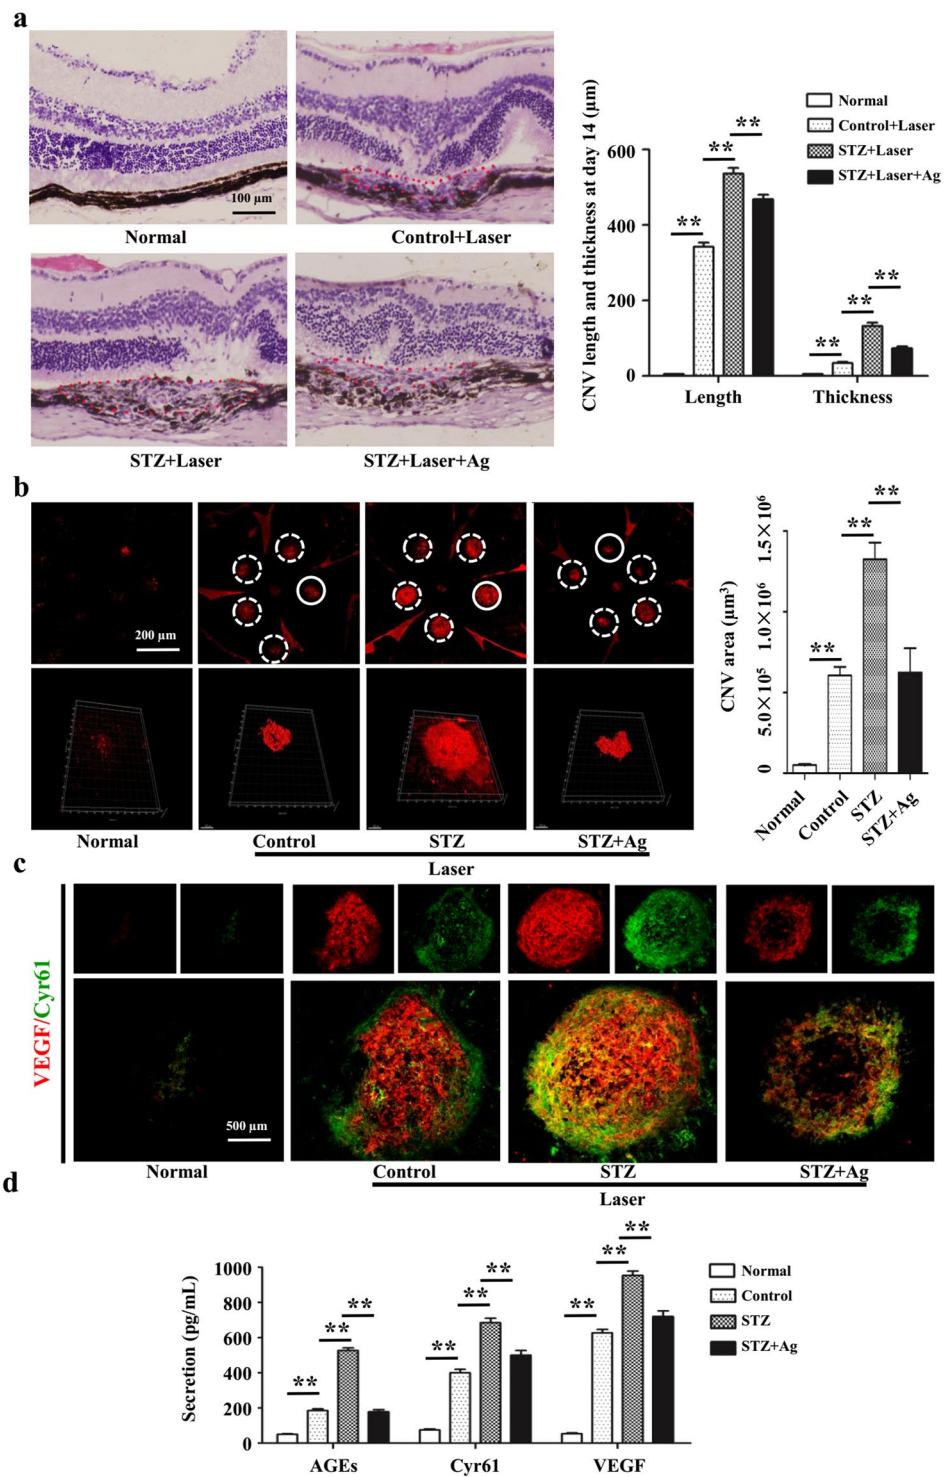 a
100 μm
Normal
Control+Laser
STZ+Laser
STZ+Laser+Ag
CNV length and thickness at day 14 (μm)
600
400
200
0
**
**
**
**
**
**
Length
Thickness
Normal
Control+Laser
STZ+Laser
STZ+Laser+Ag
b
200 μm
Normal
Control
STZ
STZ+Ag
Laser
CNV area (μm³)
1.5×10⁶
1.0×10⁶
5.0×10⁵
0
**
**
**
Normal
Control
STZ
STZ+Ag
c
VEGF/Cyr61
500 μm
Normal
Control
STZ
STZ+Ag
Laser
d
Secretion (pg/mL)
1000
800
600
400
200
0
**
**
**
**
**
**
**
**
**
AGEs
Cyr61
VEGF
Normal
Control
STZ
STZ+Ag